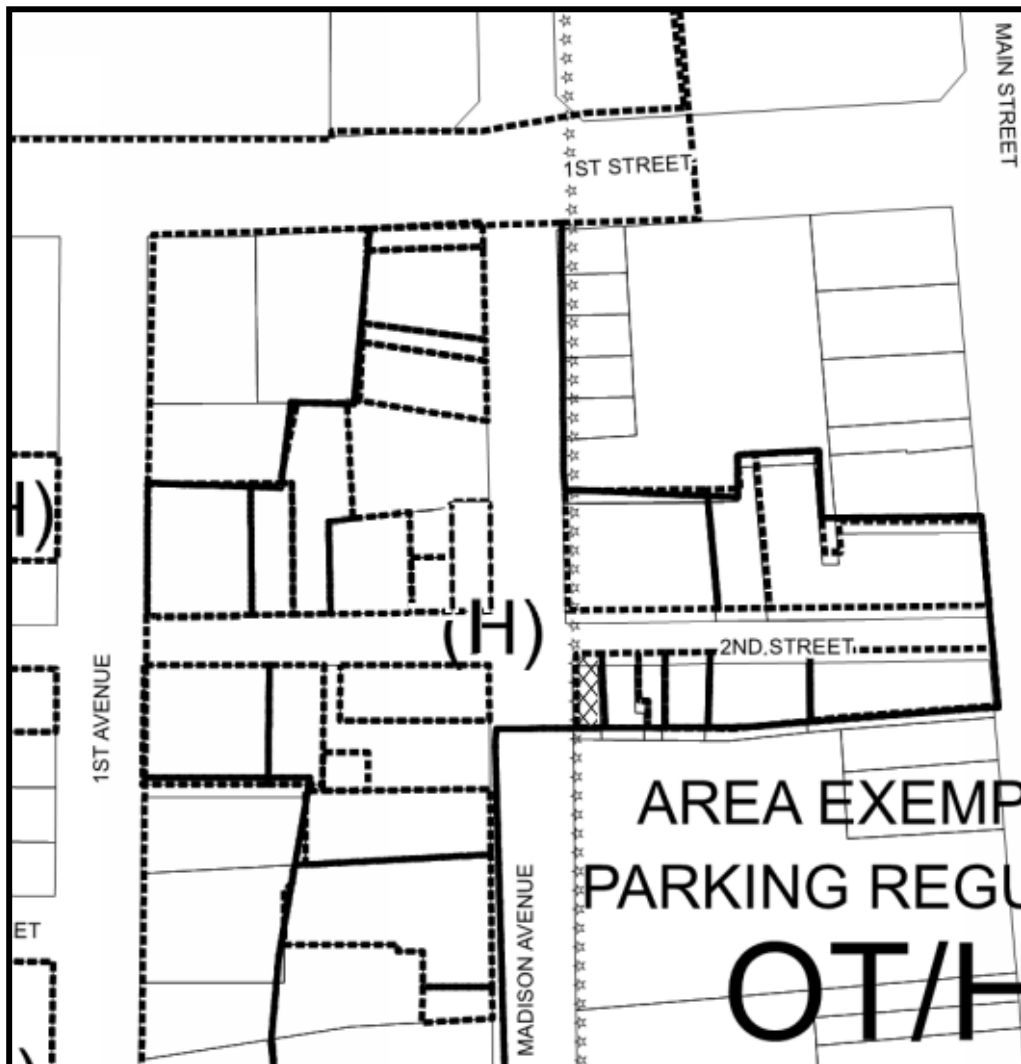 MAIN STREET
1ST STREET
H)
(H)
2ND.STREET
1ST AVENUE
AREA EXEMP
PARKING REGU
MADISON AVENUE
ET
OT/H
)